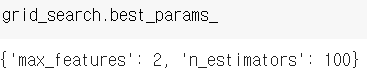 grid_search.best_params_
{'max_features': 2, 'n_estimators': 100}